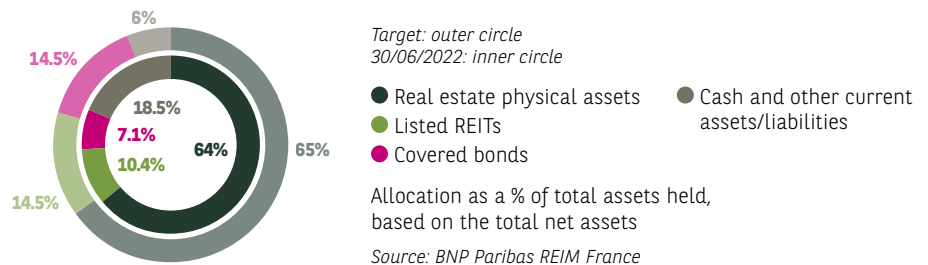 6%
14.5%
18.5%
7.1%
10.4%
64%
65%
14.5%
Target: outer circle
30/06/2022: inner circle
Real estate physical assets
Listed REITs
Covered bonds
Cash and other current
assets/liabilities
Allocation as a % of total assets held,
based on the total net assets
Source: BNP Paribas REIM France